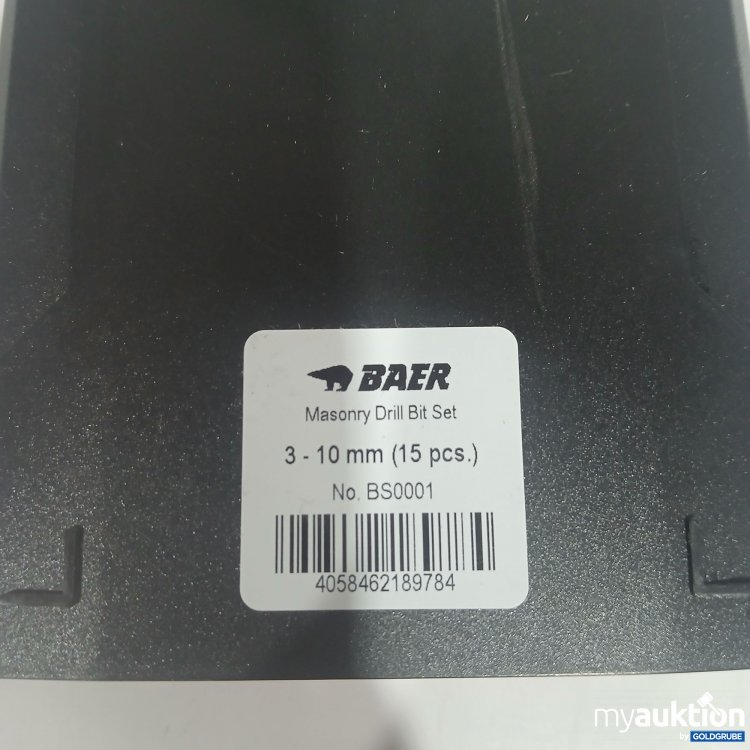 BAER
Masonry Drill Bit Set
3 - 10 mm (15 pcs.)
No. BS0001
4058462189784
myauktion
by GOLDGRUBE